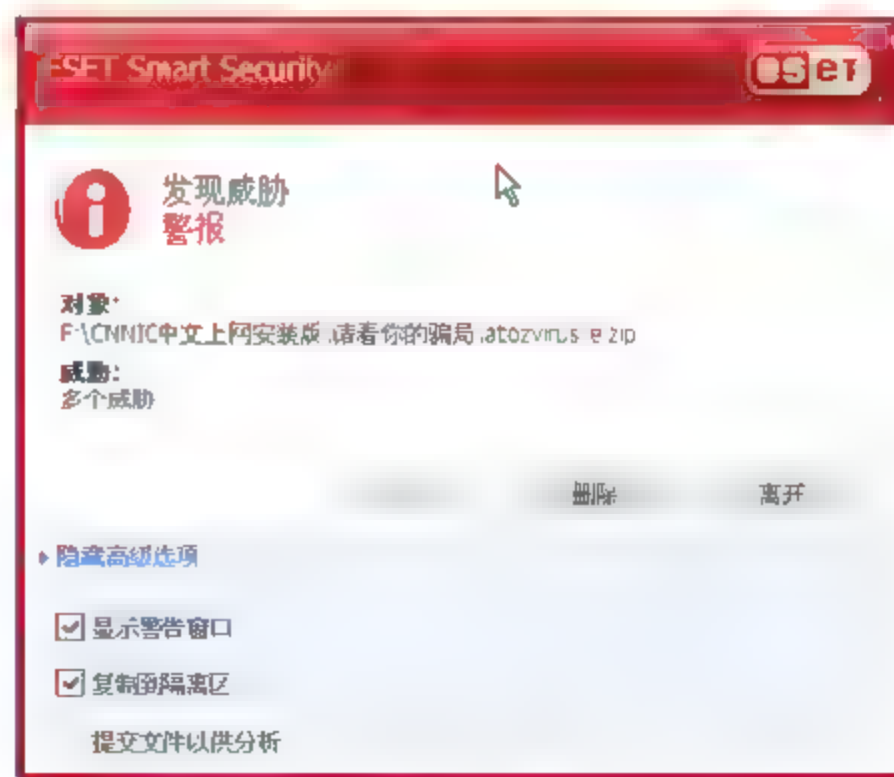 ESET Smart Security
eset
发现威胁
警报
对象:
F:\CNNIC中文上网安装版,请看你的骗局,atozvirus_e.zip
威胁:
多个威胁
删除 离开
隐藏高级选项
显示警告窗口
复制到隔离区
提交文件以供分析